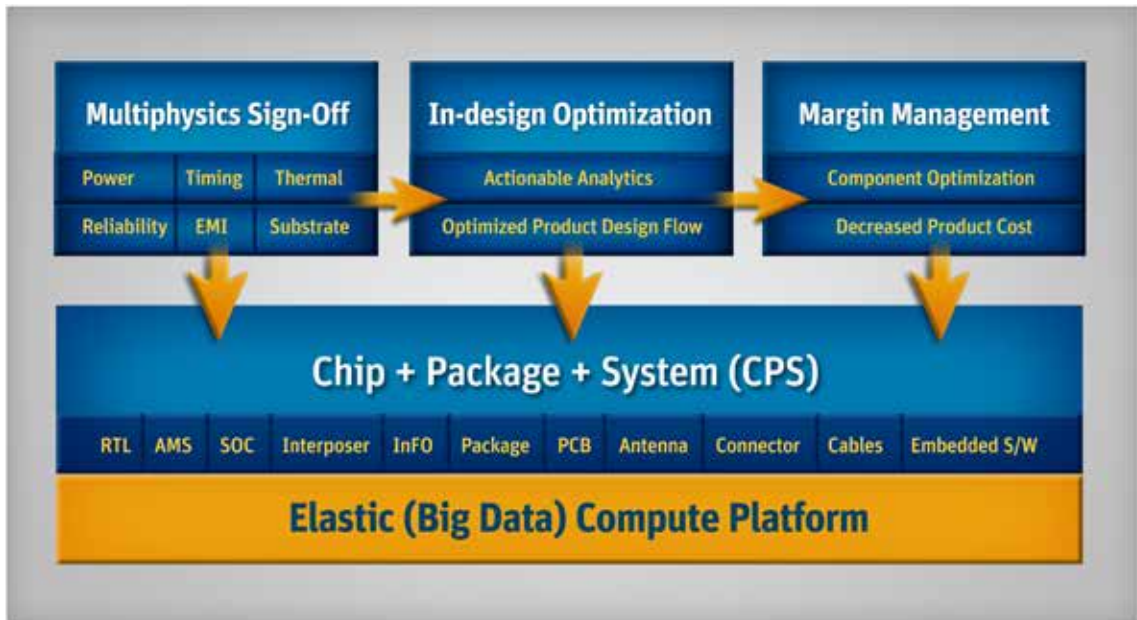 Multiphysics Sign-Off
Power Timing Thermal
Reliability EMI Substrate
In-design Optimization
Actionable Analytics
Optimized Product Design Flow
Margin Management
Component Optimization
Decreased Product Cost
Chip + Package + System (CPS)
RTL AMS SOC Interposer InFO Package PCB Antenna Connector Cables Embedded S/W
Elastic (Big Data) Compute Platform